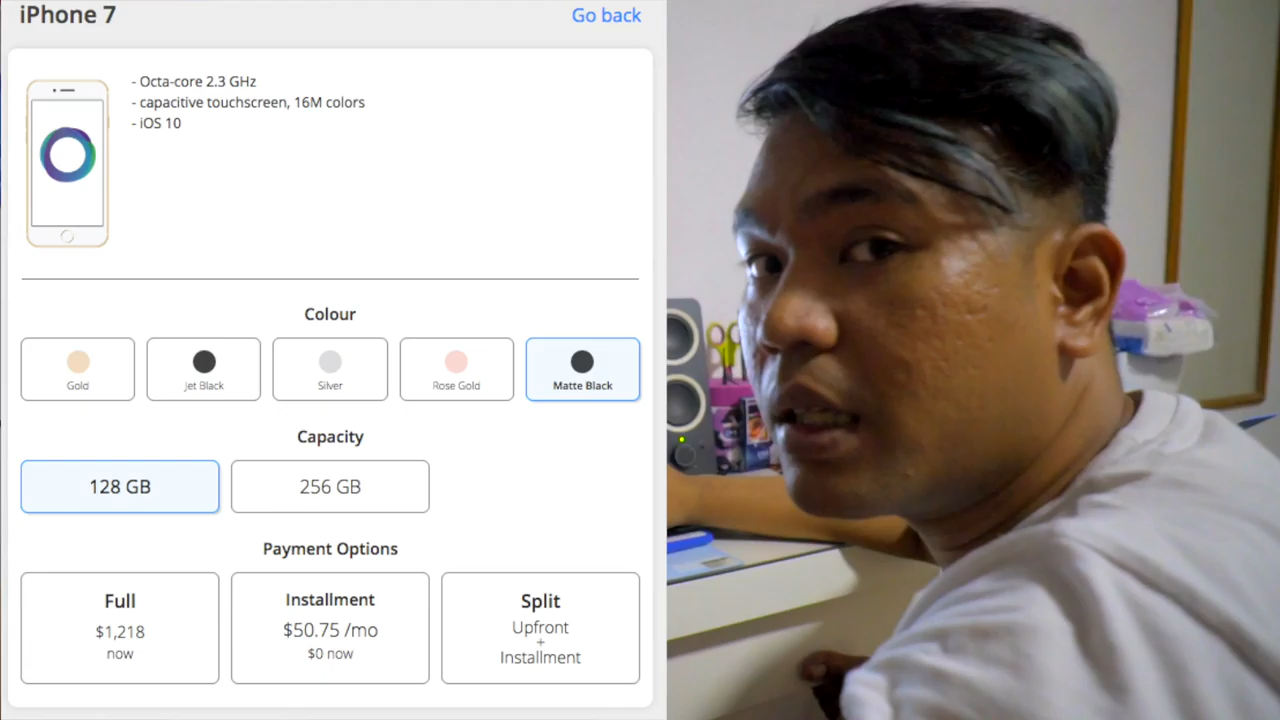 iPhone 7
Go back
- Octa-core 2.3 GHz
- capacitive touchscreen, 16M colors
- iOS 10
Colour
Gold
Jet Black
Silver
Rose Gold
Matte Black
Capacity
128 GB
256 GB
Payment Options
Full
$1,218
now
Installment
$50.75 /mo
$0 now
Split
Upfront
+
Installment